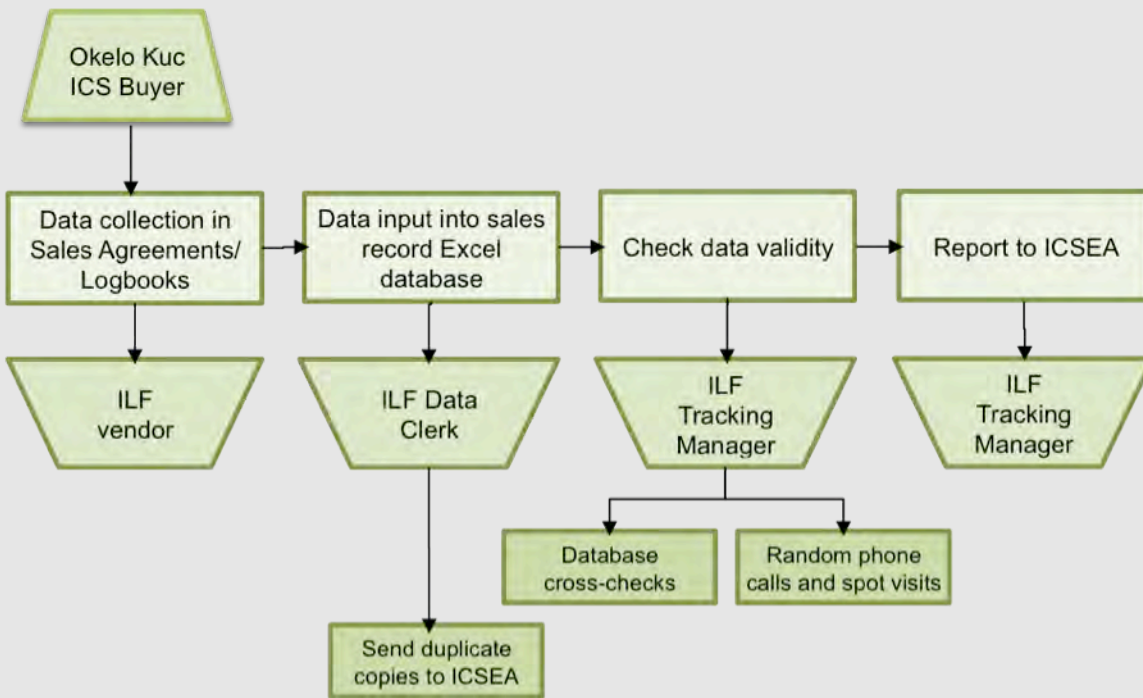 Okelo Kuc
ICS Buyer
Data collection in
Sales Agreements/
Logbooks
Data input into sales
record Excel
database
Check data validity
Report to ICSEA
ILF
vendor
ILF Data
Clerk
ILF
Tracking
Manager
ILF
Tracking
Manager
Database
cross-checks
Random phone
calls and spot visits
Send duplicate
copies to ICSEA